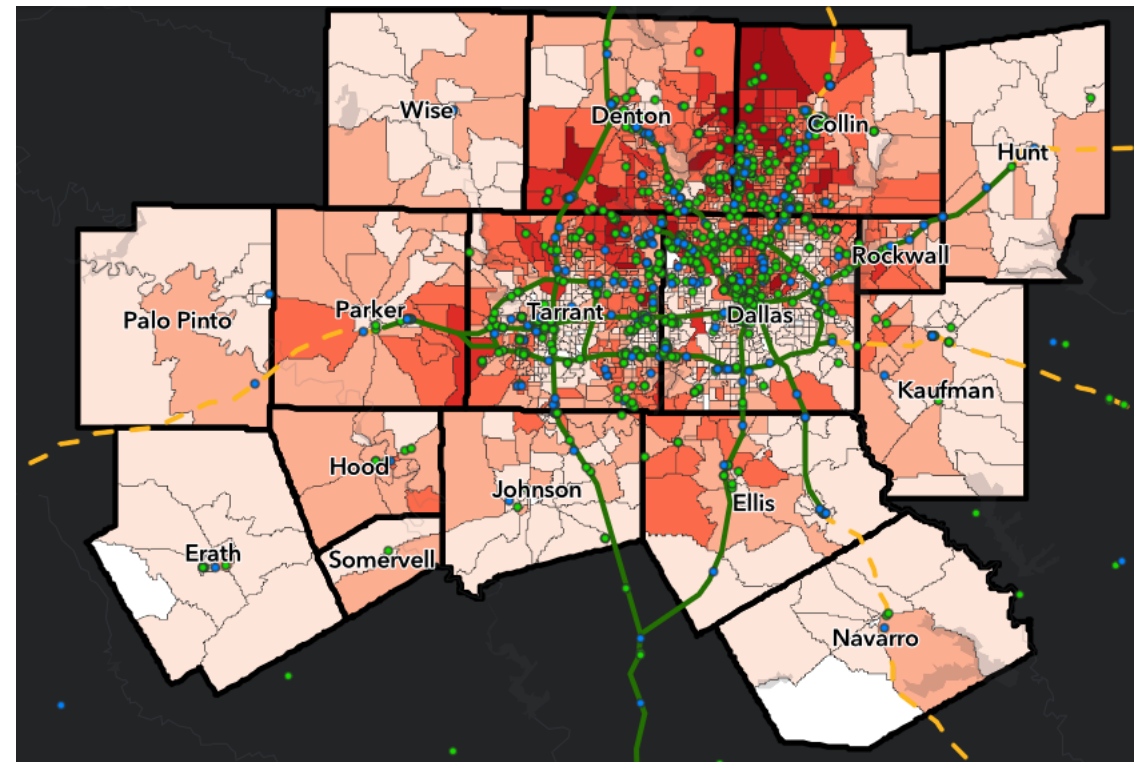 Wise
Denton
Collin
Hunt
Palo Pinto
Parker
Tarrant
Dallas
Rockwall
Kaufman
Hood
Johnson
Ellis
Erath
Somervell
Navarro